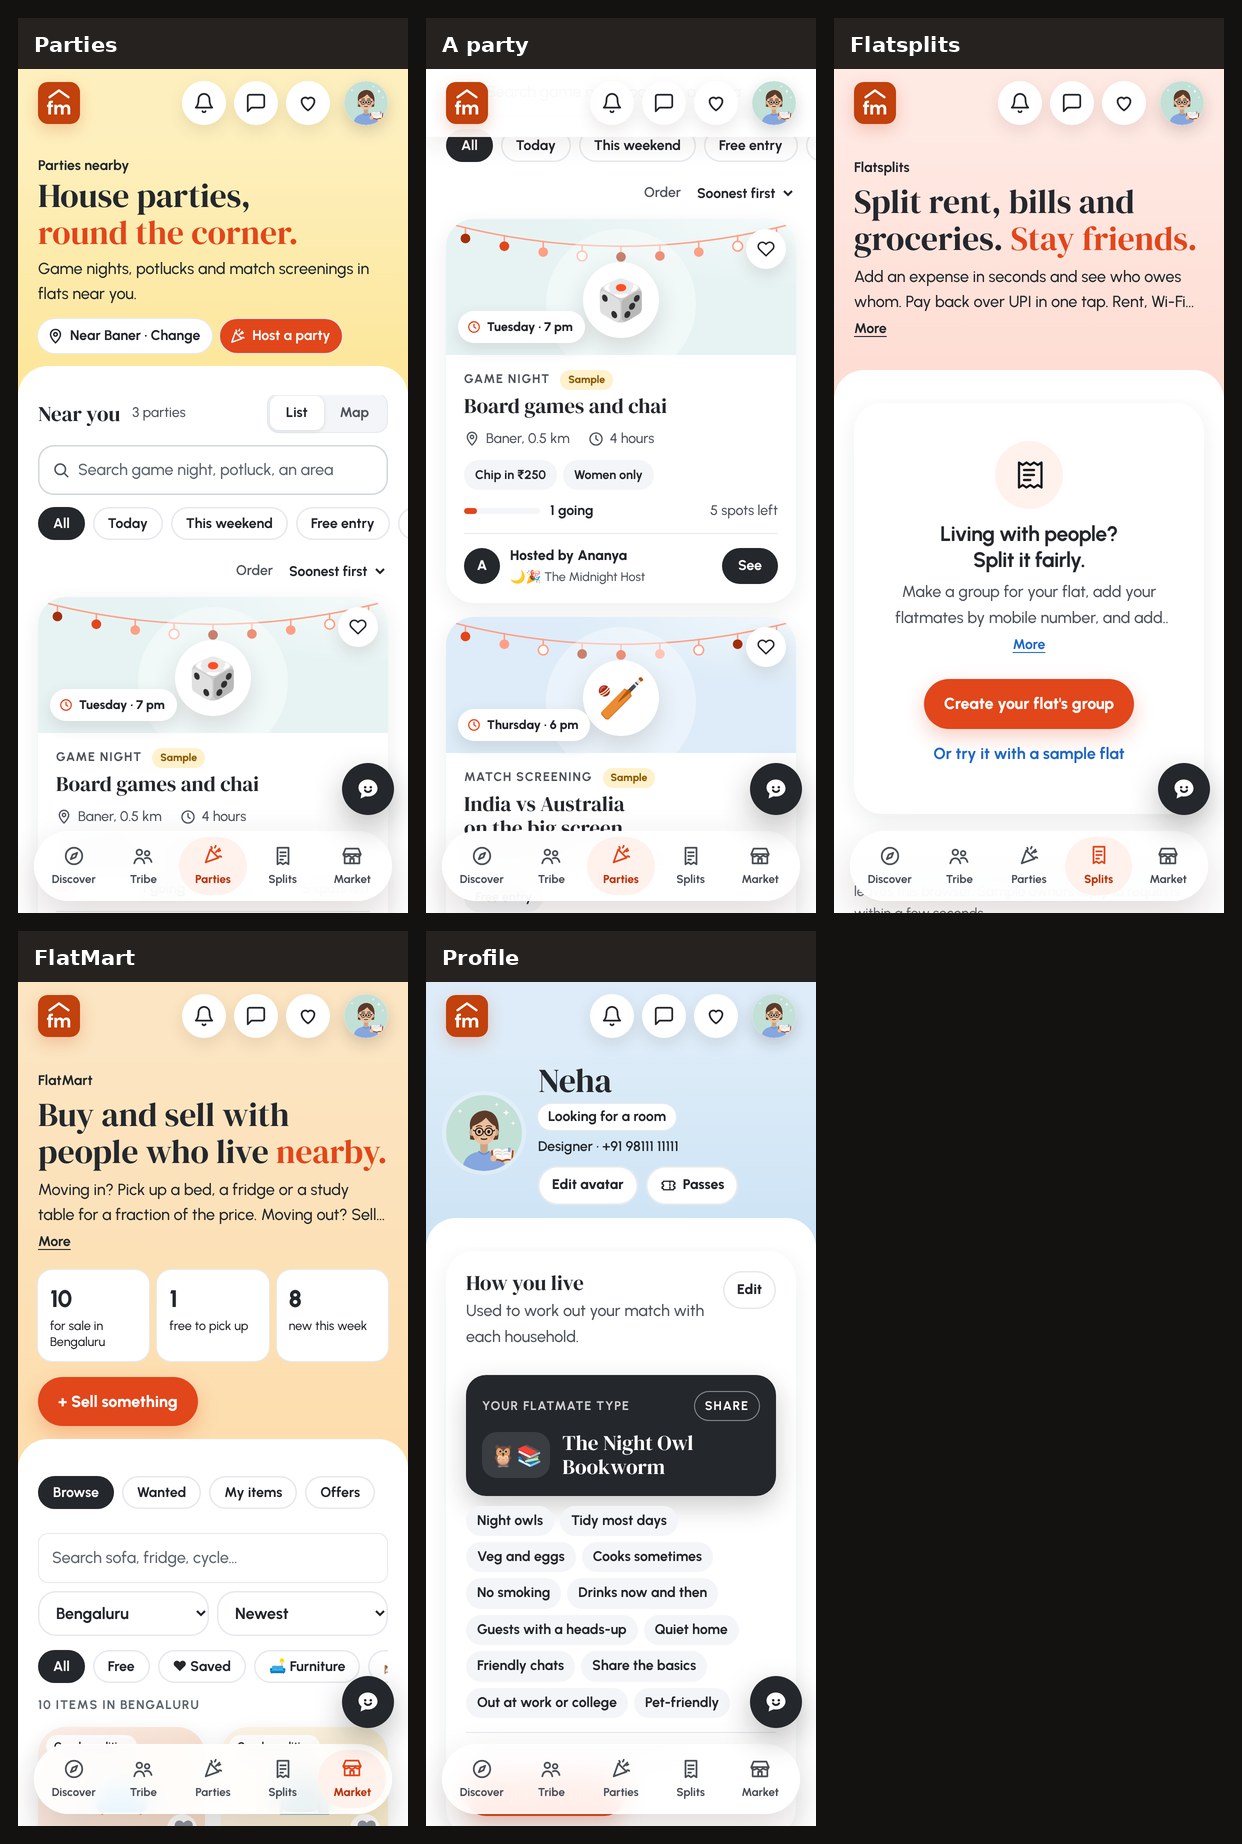 Parties
fm
Parties nearby
House parties,
round the corner.
Game nights, potlucks and match screenings in
flats near you.
Near Baner · Change
Host a party
Near you 3 parties
List Map
Search game night, potluck, an area
All Today This weekend Free entry
Order Soonest first
Tuesday · 7 pm
GAME NIGHT Sample
Board games and chai
Baner, 0.5 km 4 hours
Discover Tribe Parties Splits Market
A party
fm
All Today This weekend Free entry
Order Soonest first
Tuesday · 7 pm
GAME NIGHT Sample
Board games and chai
Baner, 0.5 km 4 hours
Chip in ₹250 Women only
1 going 5 spots left
A
Hosted by Ananya
The Midnight Host
See
Thursday · 6 pm
MATCH SCREENING Sample
India vs Australia
on the big screen
Discover Tribe Parties Splits Market
Free entry
Flatsplits
fm
Flatsplits
Split rent, bills and
groceries. Stay friends.
Add an expense in seconds and see who owes
whom. Pay back over UPI in one tap. Rent, Wi-Fi...
More
Living with people?
Split it fairly.
Make a group for your flat, add your
flatmates by mobile number, and add..
More
Create your flat's group
Or try it with a sample flat
Discover Tribe Parties Splits Market
within a few seconds
FlatMart
fm
FlatMart
Buy and sell with
people who live nearby.
Moving in? Pick up a bed, a fridge or a study
table for a fraction of the price. Moving out? Sell...
More
10
for sale in
Bengaluru
1
free to pick up
8
new this week
+ Sell something
Browse Wanted My items Offers
Search sofa, fridge, cycle...
Bengaluru Newest
All Free Saved Furniture
10 ITEMS IN BENGALURU
Discover Tribe Parties Splits Market
Profile
fm
Neha
Looking for a room
Designer · +91 98111 11111
Edit avatar Passes
How you live
Edit
Used to work out your match with
each household.
YOUR FLATMATE TYPE SHARE
The Night Owl
Bookworm
Night owls Tidy most days
Veg and eggs Cooks sometimes
No smoking Drinks now and then
Guests with a heads-up Quiet home
Friendly chats Share the basics
Out at work or college Pet-friendly
Discover Tribe Parties Splits Market